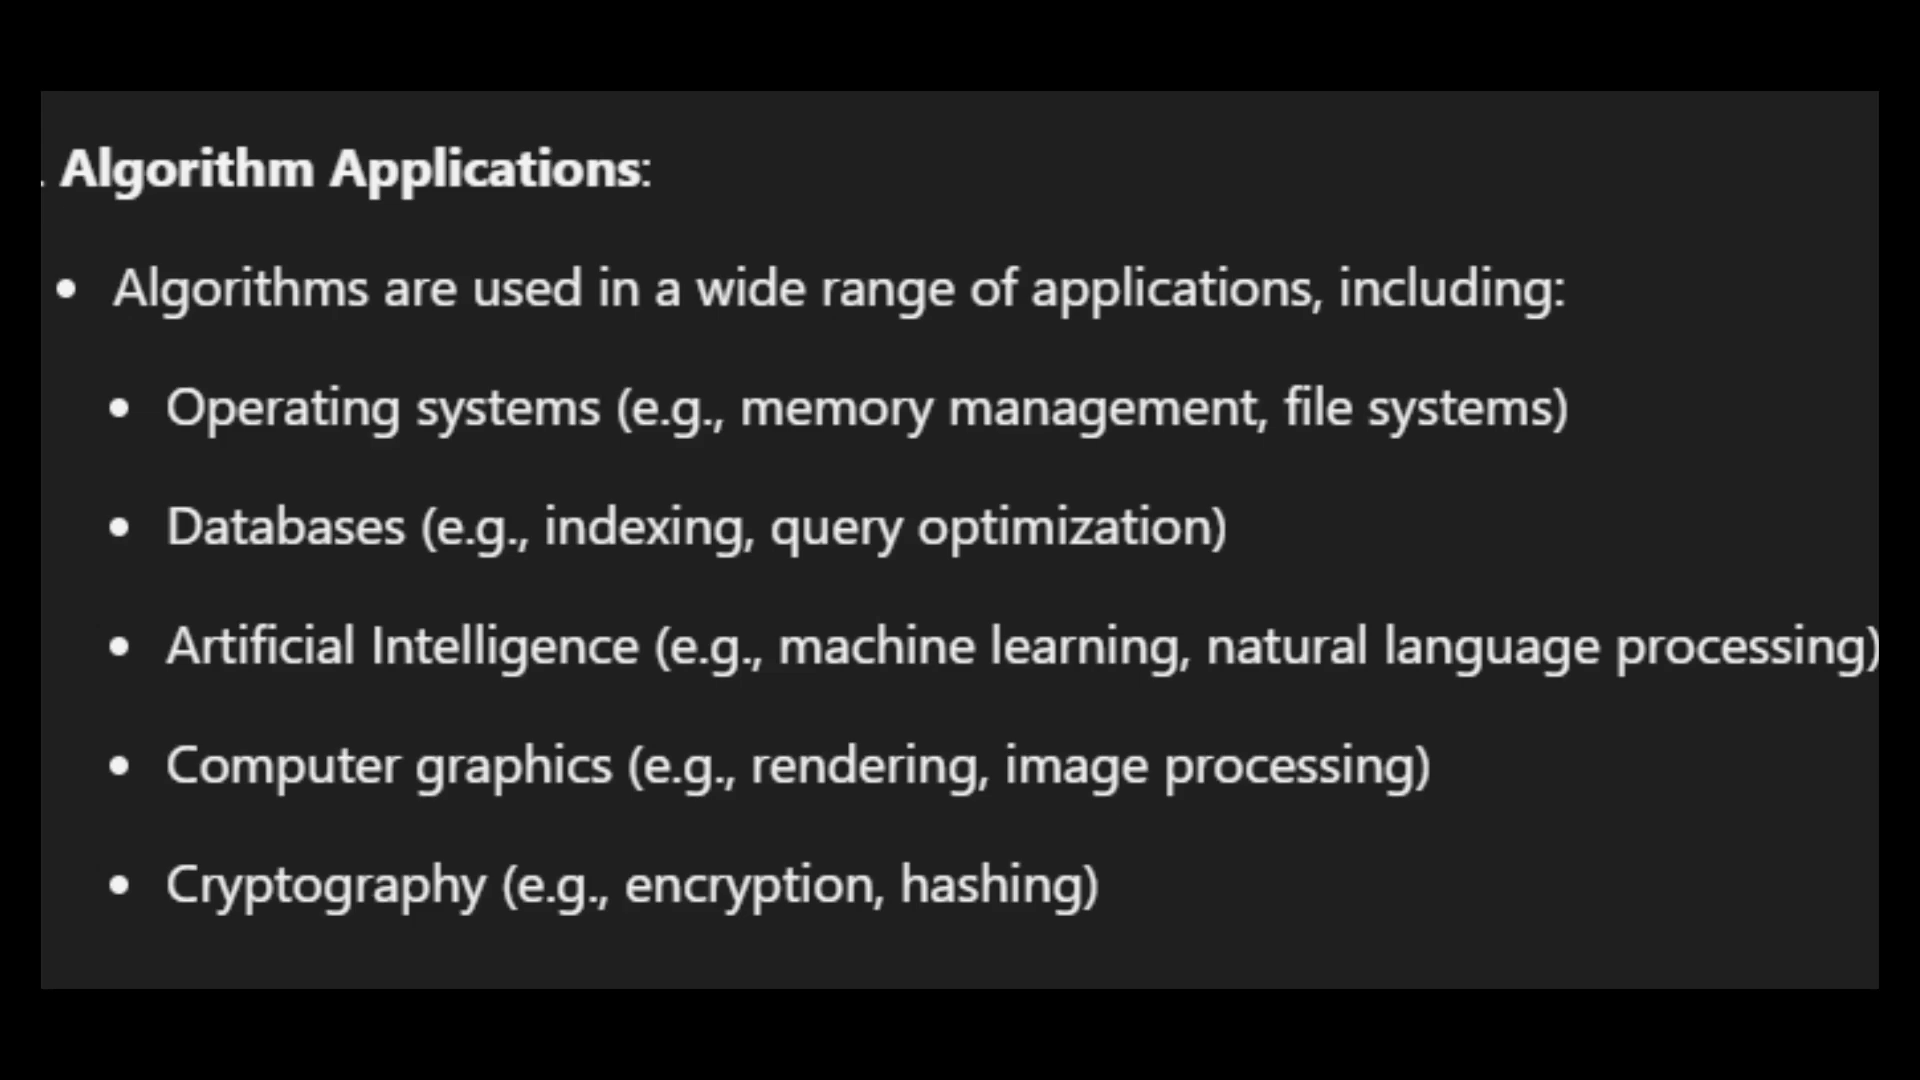 . Algorithm Applications:
• Algorithms are used in a wide range of applications, including:
• Operating systems (e.g., memory management, file systems)
• Databases (e.g., indexing, query optimization)
• Artificial Intelligence (e.g., machine learning, natural language processing)
• Computer graphics (e.g., rendering, image processing)
• Cryptography (e.g., encryption, hashing)